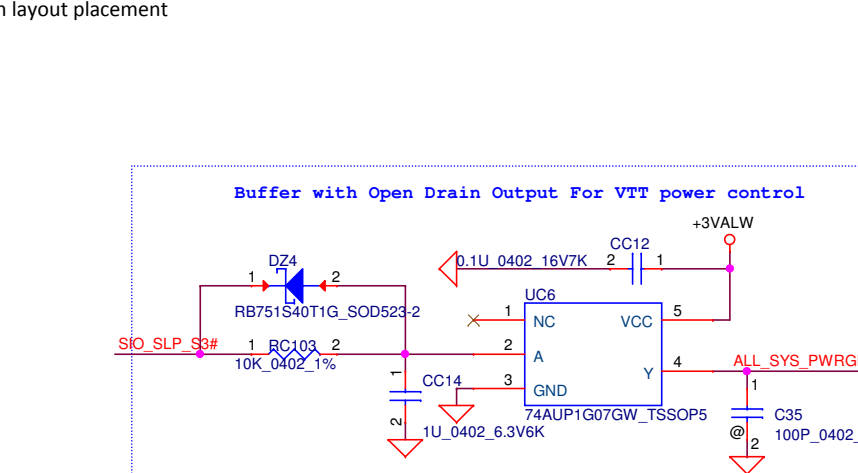 layout placement
Buffer with Open Drain Output For VTT power control
+3VALW
CC12
0.1U_0402_16V7K 2 1
DZ4
1 2
RB751S40T1G_SOD523-2
UC6
1 NC VCC 5
SIO_SLP_S3# 1 RC103 2
10K_0402_1%
2 A
Y 4 ALL_SYS_PWRG
3 GND
74AUP1G07GW_TSSOP5
1
CC14
2
1U_0402_6.3V6K
1
C35
@
100P_0402_
2